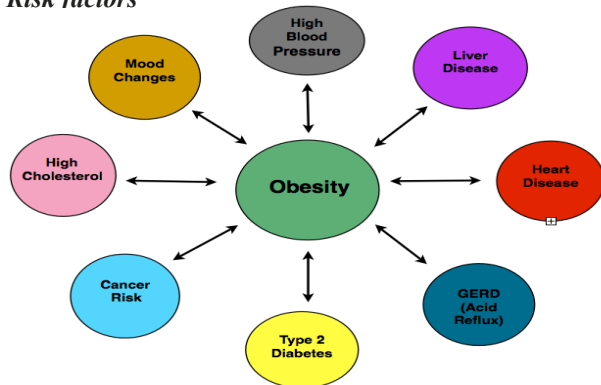 Risk factors
High
Blood
Pressure
Mood
Changes
Liver
Disease
High
Cholesterol
Obesity
Heart
Disease
Cancer
Risk
GERD
(Acid
Reflux)
Type 2
Diabetes